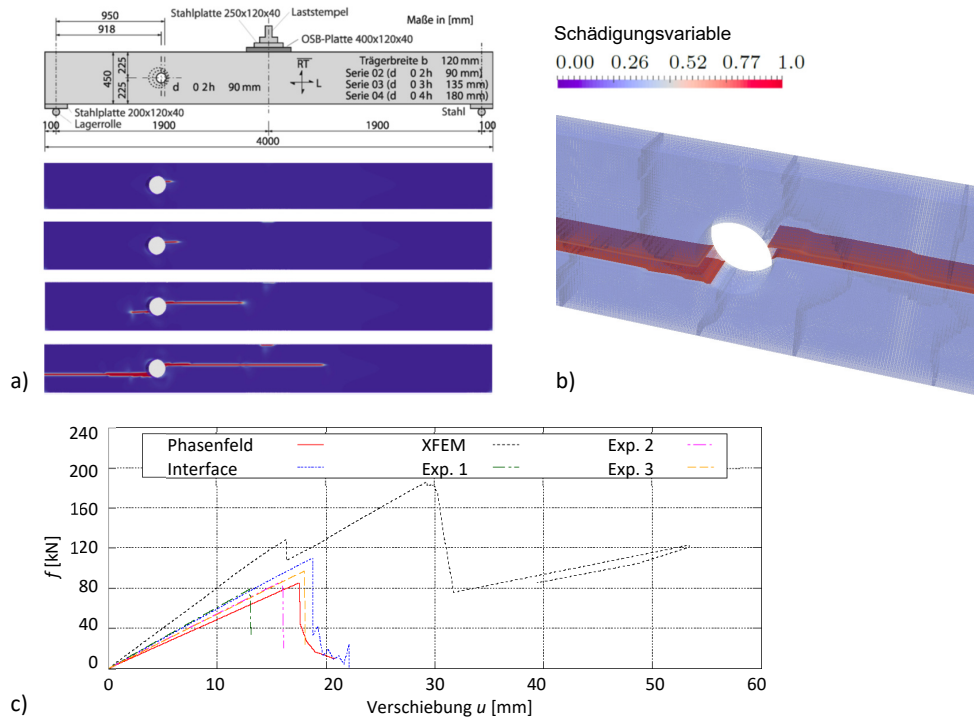 Stahlplatte 250x120x40
Laststempel
Maße in [mm]
OSB-Platte 400x120x40
950
918
450
225
225
d 0 2h 90 mm
RT
L
Trägerbreite b 120 mm
Serie 02 (d 0 2h 90 mm)
Serie 03 (d 0 3h 135 mm)
Serie 04 (d 0 4h 180 mm)
Stahlplatte 200x120x40
Lagerrolle
Stahl
100
1900
1900
100
4000
a)
Schädigungsvariable
0.00 0.26 0.51 0.77 1.0
b)
240
200
160
120
80
40
0
f [kN]
Phasenfeld
Interface
XFEM
Exp. 1
Exp. 2
Exp. 3
0 10 20 30 40 50 60
Verschiebung u [mm]
c)